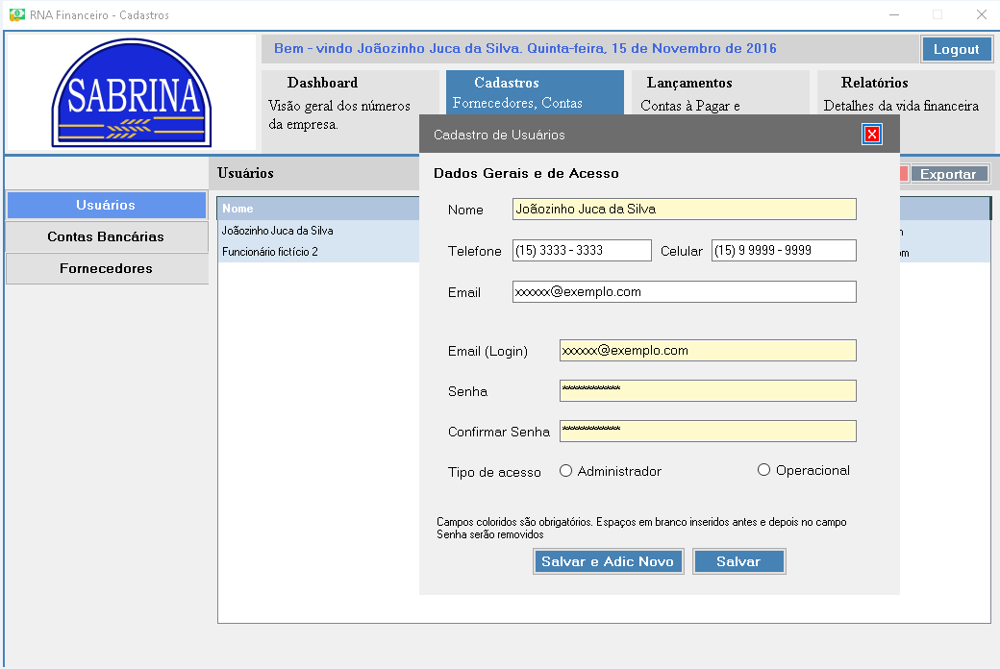 RNA Financeiro - Cadastros
SABRINA
Bem - vindo Joãozinho Juca da Silva. Quinta-feira, 15 de Novembro de 2016
Logout
Dashboard
Visão geral dos números
da empresa.
Cadastros
Fornecedores, Contas
Lançamentos
Contas à Pagar e
Relatórios
Detalhes da vida financeira
Usuários
Contas Bancárias
Fornecedores
Usuários
Exportar
Nome
Joãozinho Juca da Silva
Funcionário fictício 2
Cadastro de Usuários
Dados Gerais e de Acesso
Nome Joãozinho Juca da Silva
Telefone (15) 3333 - 3333 Celular (15) 9 9999 - 9999
Email xxxxxx@exemplo.com
Email (Login) xxxxxx@exemplo.com
Senha *************
Confirmar Senha *************
Tipo de acesso Administrador Operacional
Campos coloridos são obrigatórios. Espaços em branco inseridos antes e depois no campo
Senha serão removidos
Salvar e Adic Novo Salvar